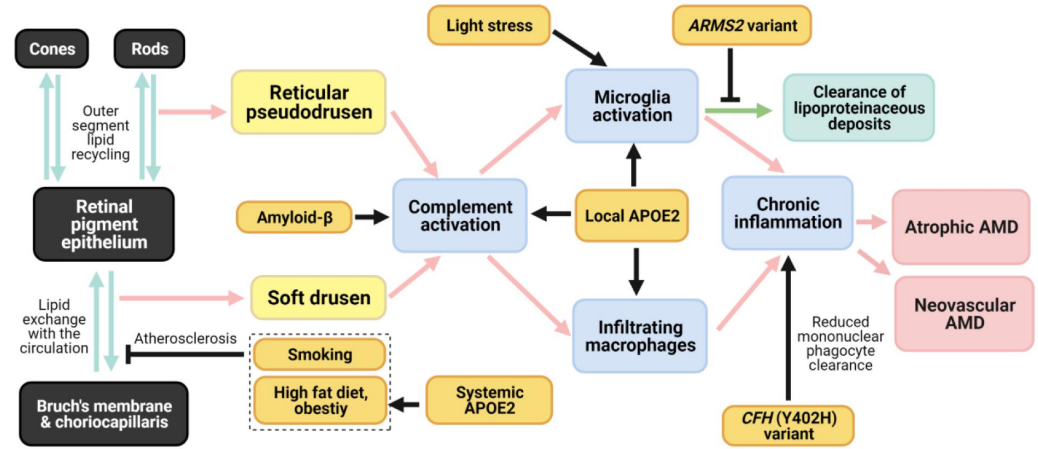 Cones
Rods
Outer
segment
lipid
recycling
Retinal
pigment
epithelium
Lipid
exchange
with the
circulation
Bruch's membrane
& choriocapillaris
Reticular
pseudodrusen
Amyloid-β
Soft drusen
Atherosclerosis
Smoking
High fat diet,
obestiy
Systemic
APOE2
Complement
activation
Light stress
Microglia
activation
Local APOE2
Infiltrating
macrophages
ARMS2 variant
Clearance of
lipoproteinaceous
deposits
Chronic
inflammation
Atrophic AMD
Neovascular
AMD
Reduced
mononuclear
phagocyte
clearance
CFH (Y402H)
variant